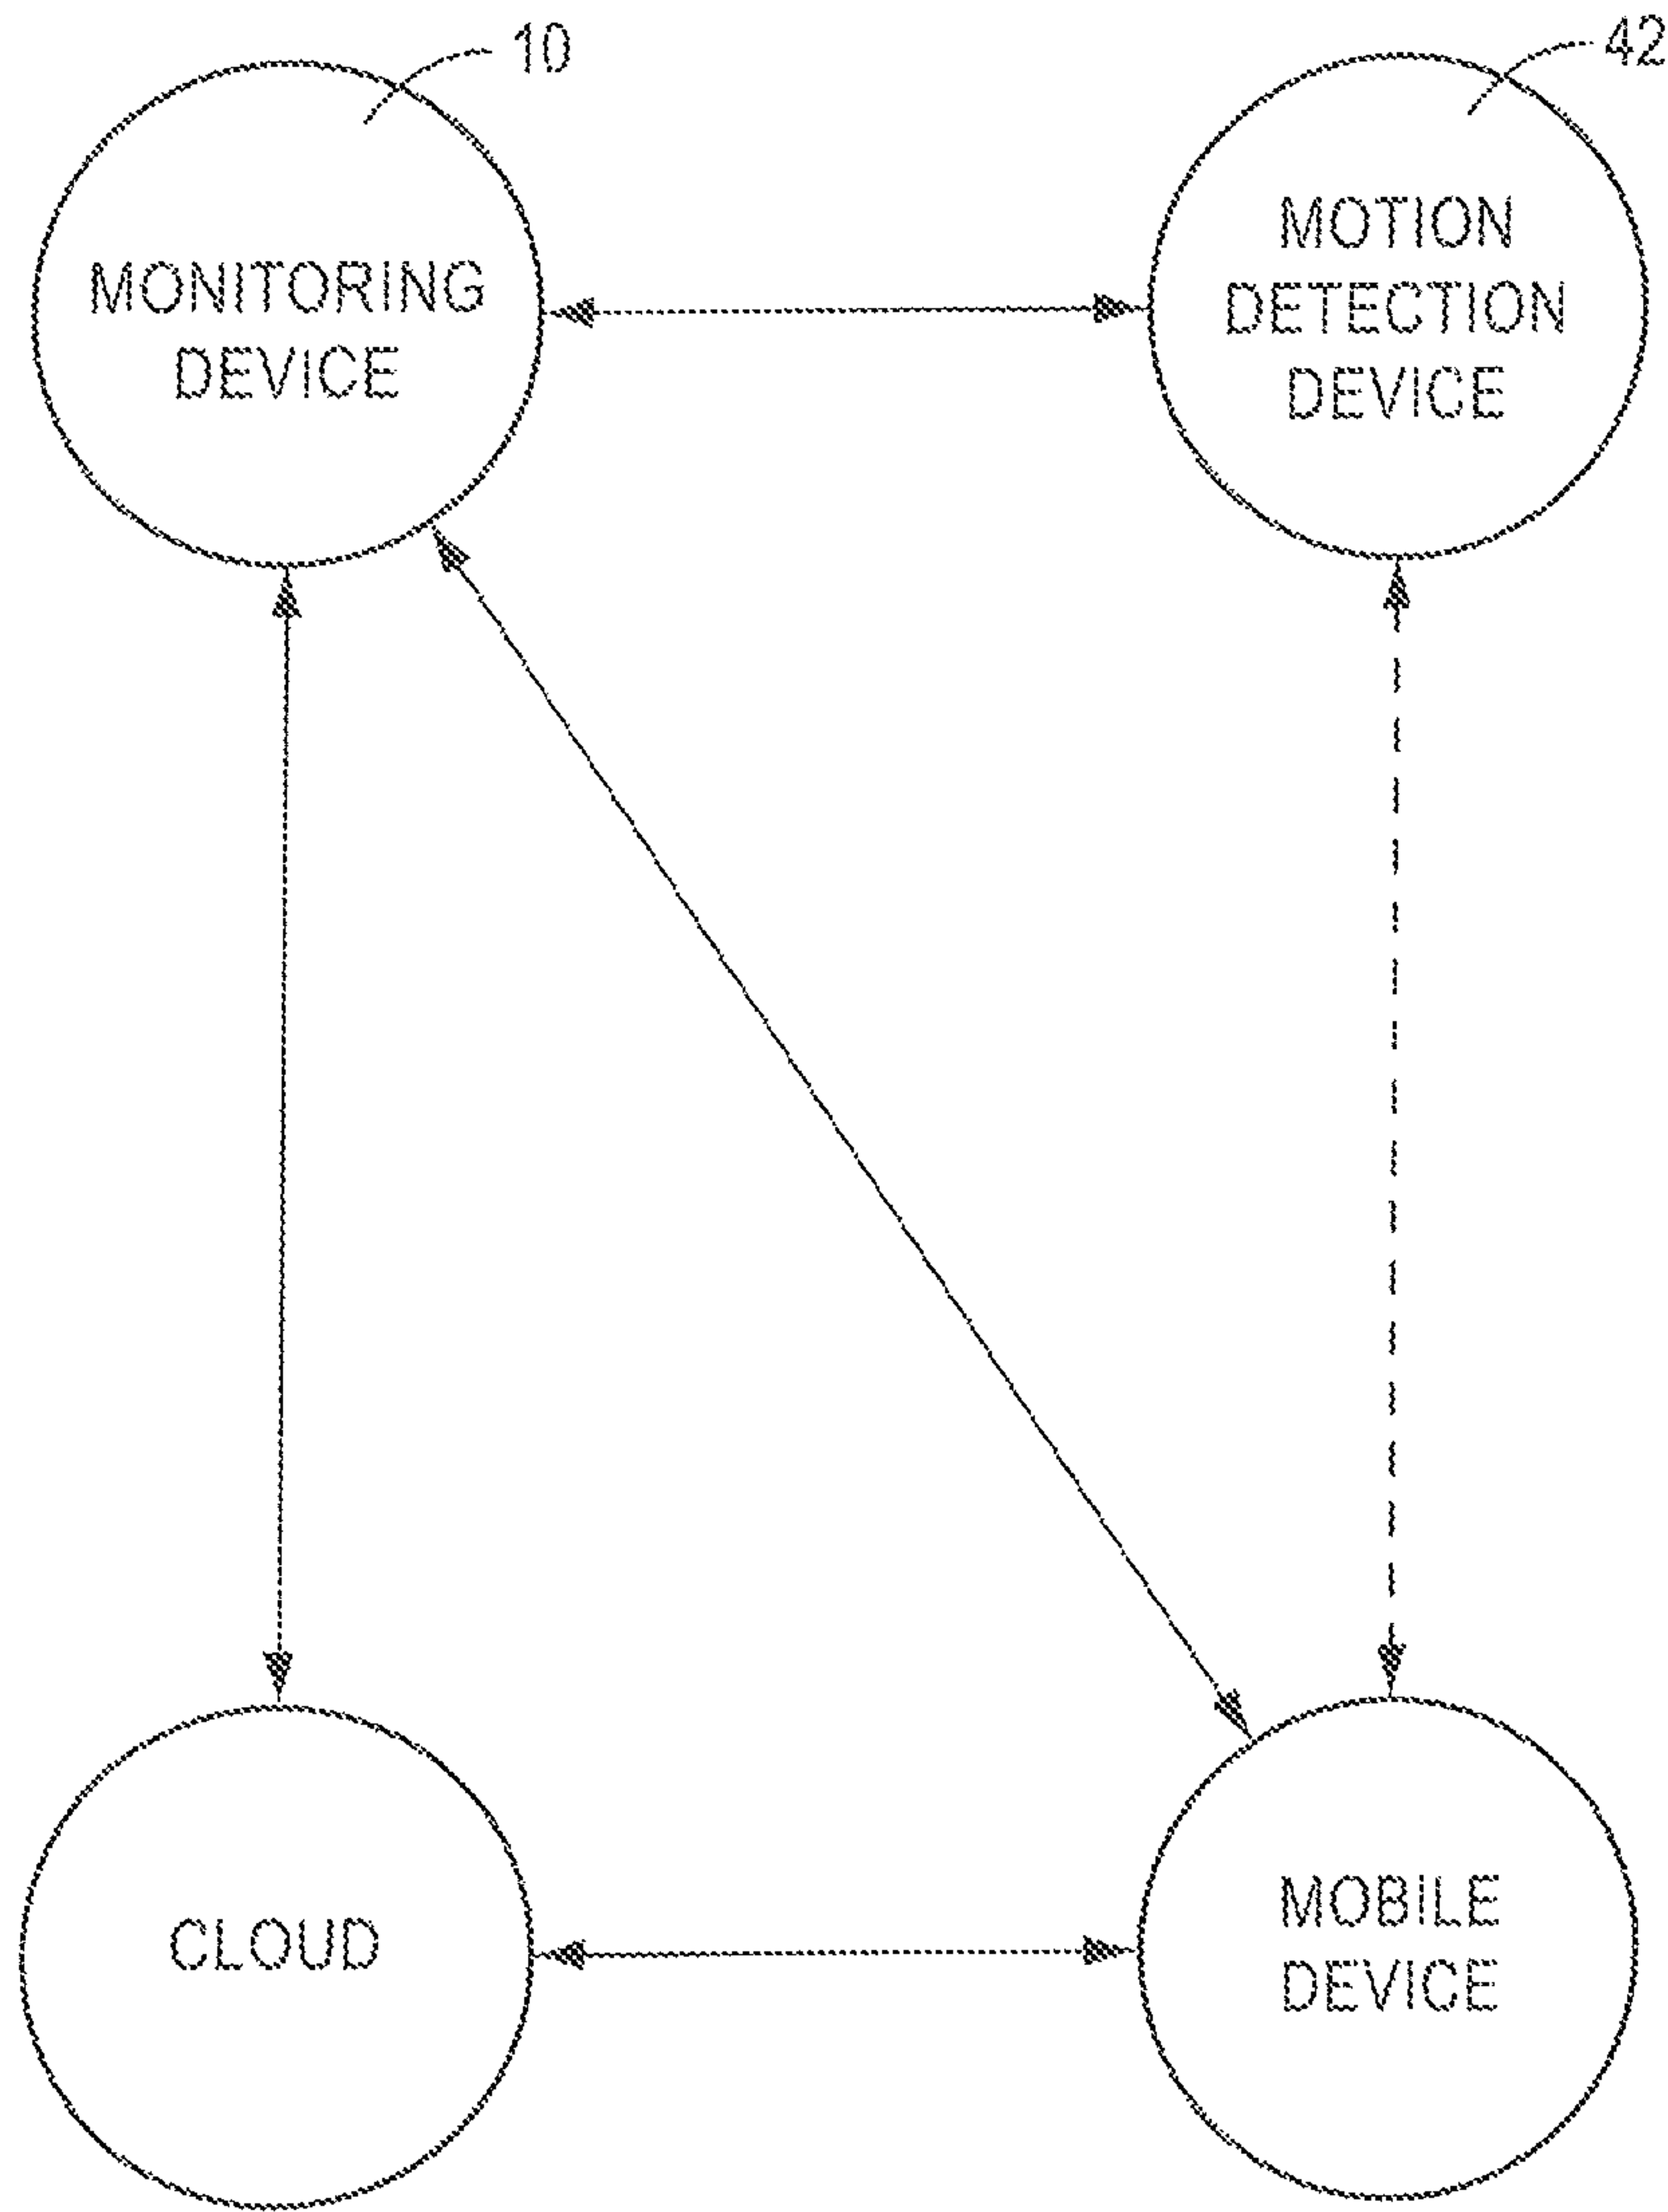 10
42
MONITORING
DEVICE
MOTION
DETECTION
DEVICE
CLOUD
MOBILE
DEVICE